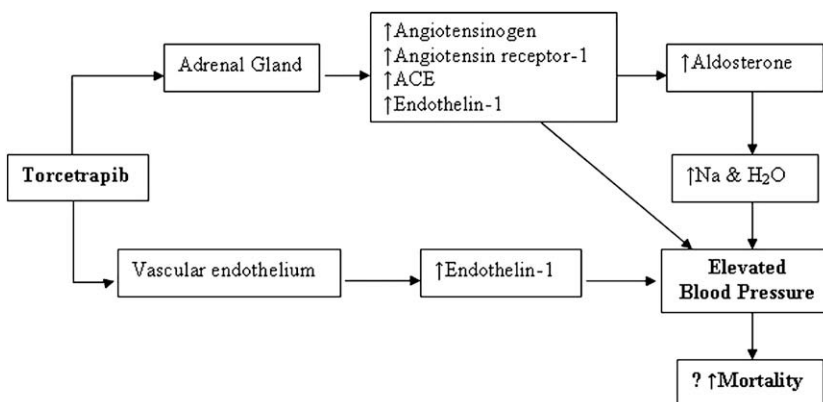 ↑Angiotensinogen
↑Angiotensin receptor-1
↑ACE
↑Endothelin-1
Adrenal Gland
↑Aldosterone
Torcetrapib
↑Na & H₂O
Vascular endothelium
↑Endothelin-1
Elevated
Blood Pressure
? ↑Mortality